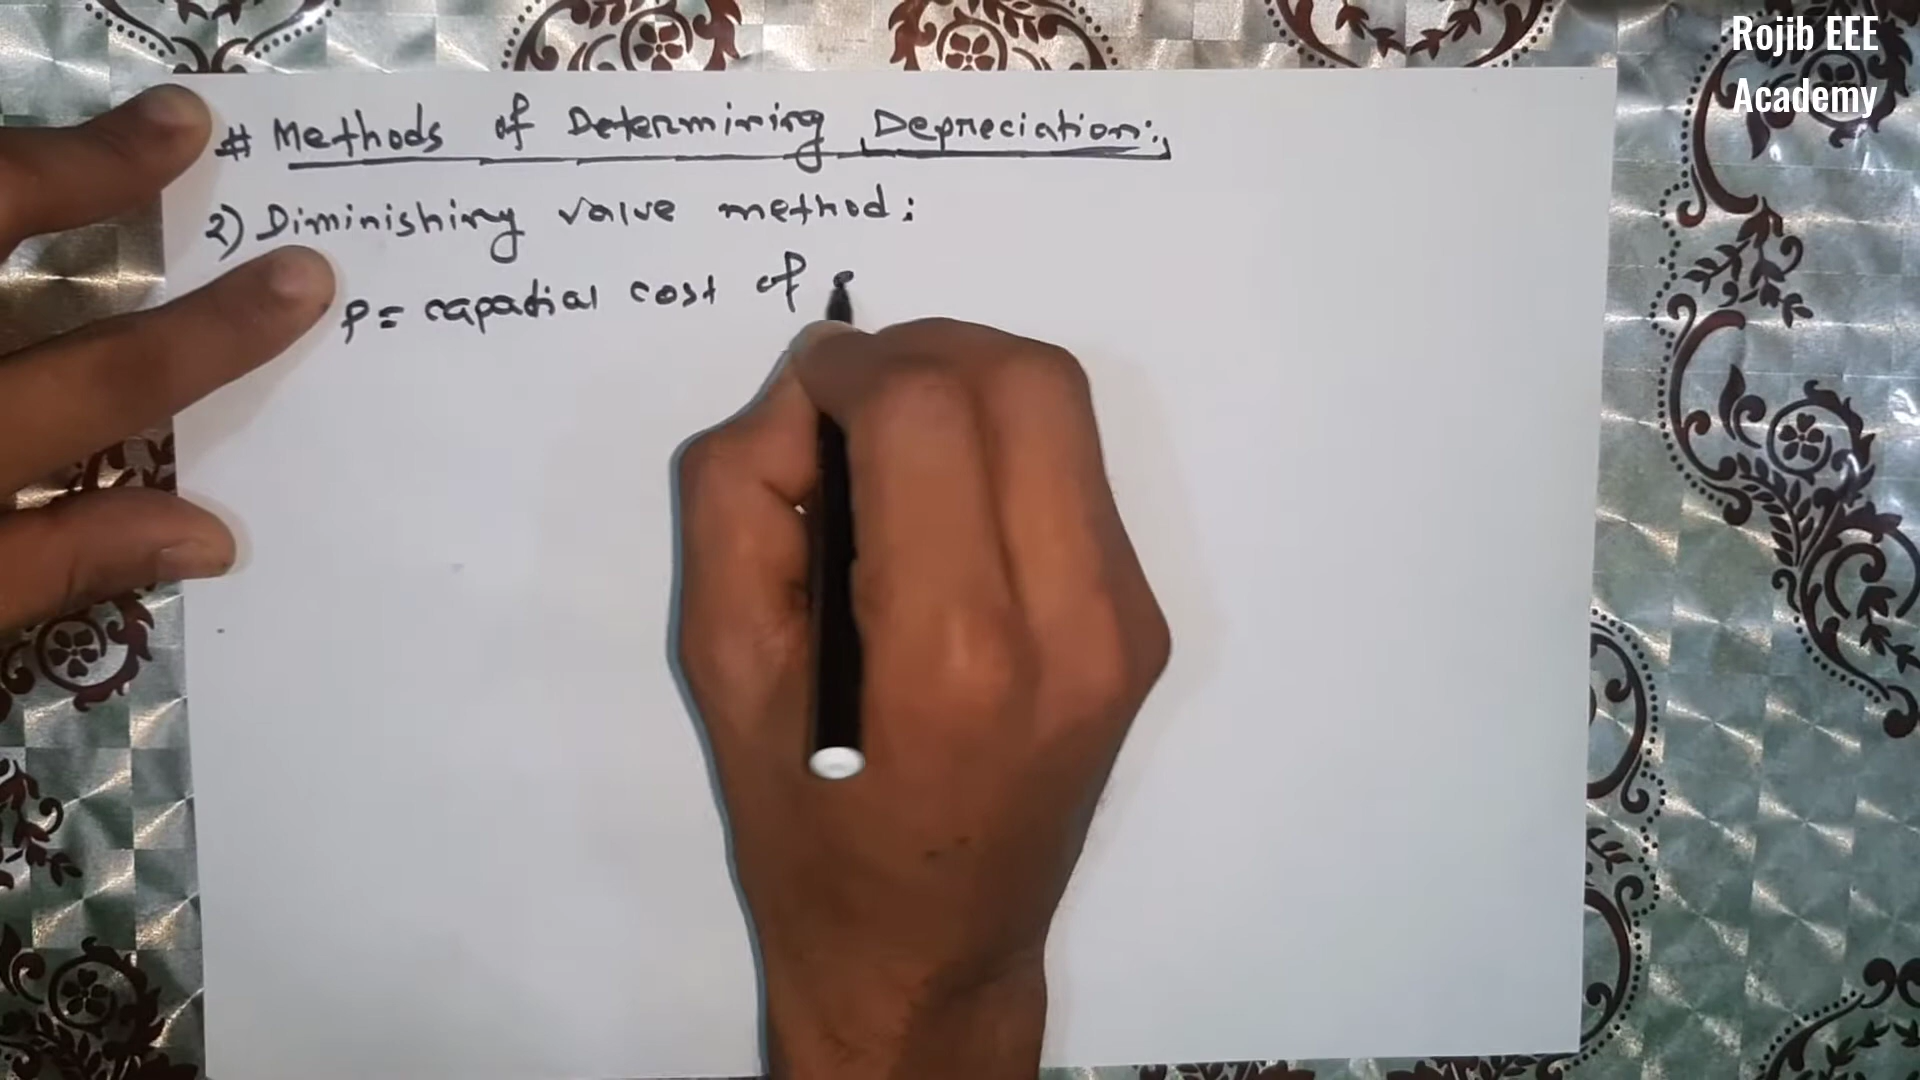 Rojib EEE
Academy
# Methods of Determining Depreciation:
2) Diminishing value method:
P = capatial cost of